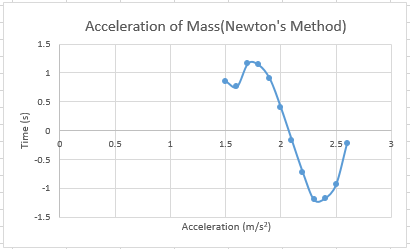 Acceleration of Mass(Newton's Method)
1.5
1
0.5
0
-0.5
-1
-1.5
Time (s)
0 0.5 1 1.5 2 2.5 3
Acceleration (m/s²)